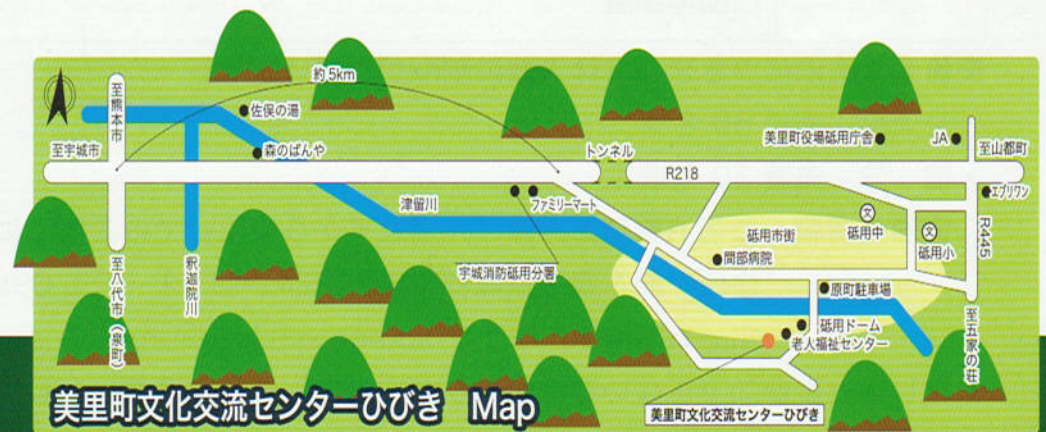 約5km
至熊本市
佐俣の湯
至宇城市
森のばんや
トンネル
美里町役場砥用庁舎
JA
至山都町
R218
エブリワン
津留川
ファミリーマート
砥用市街
砥用中
砥用小
R445
宇城消防砥用分署
間部病院
原町駐車場
至八代市(泉町)
釈迦院川
砥用ドーム
老人福祉センター
至五家の荘
美里町文化交流センターひびき
美里町文化交流センターひびき Map